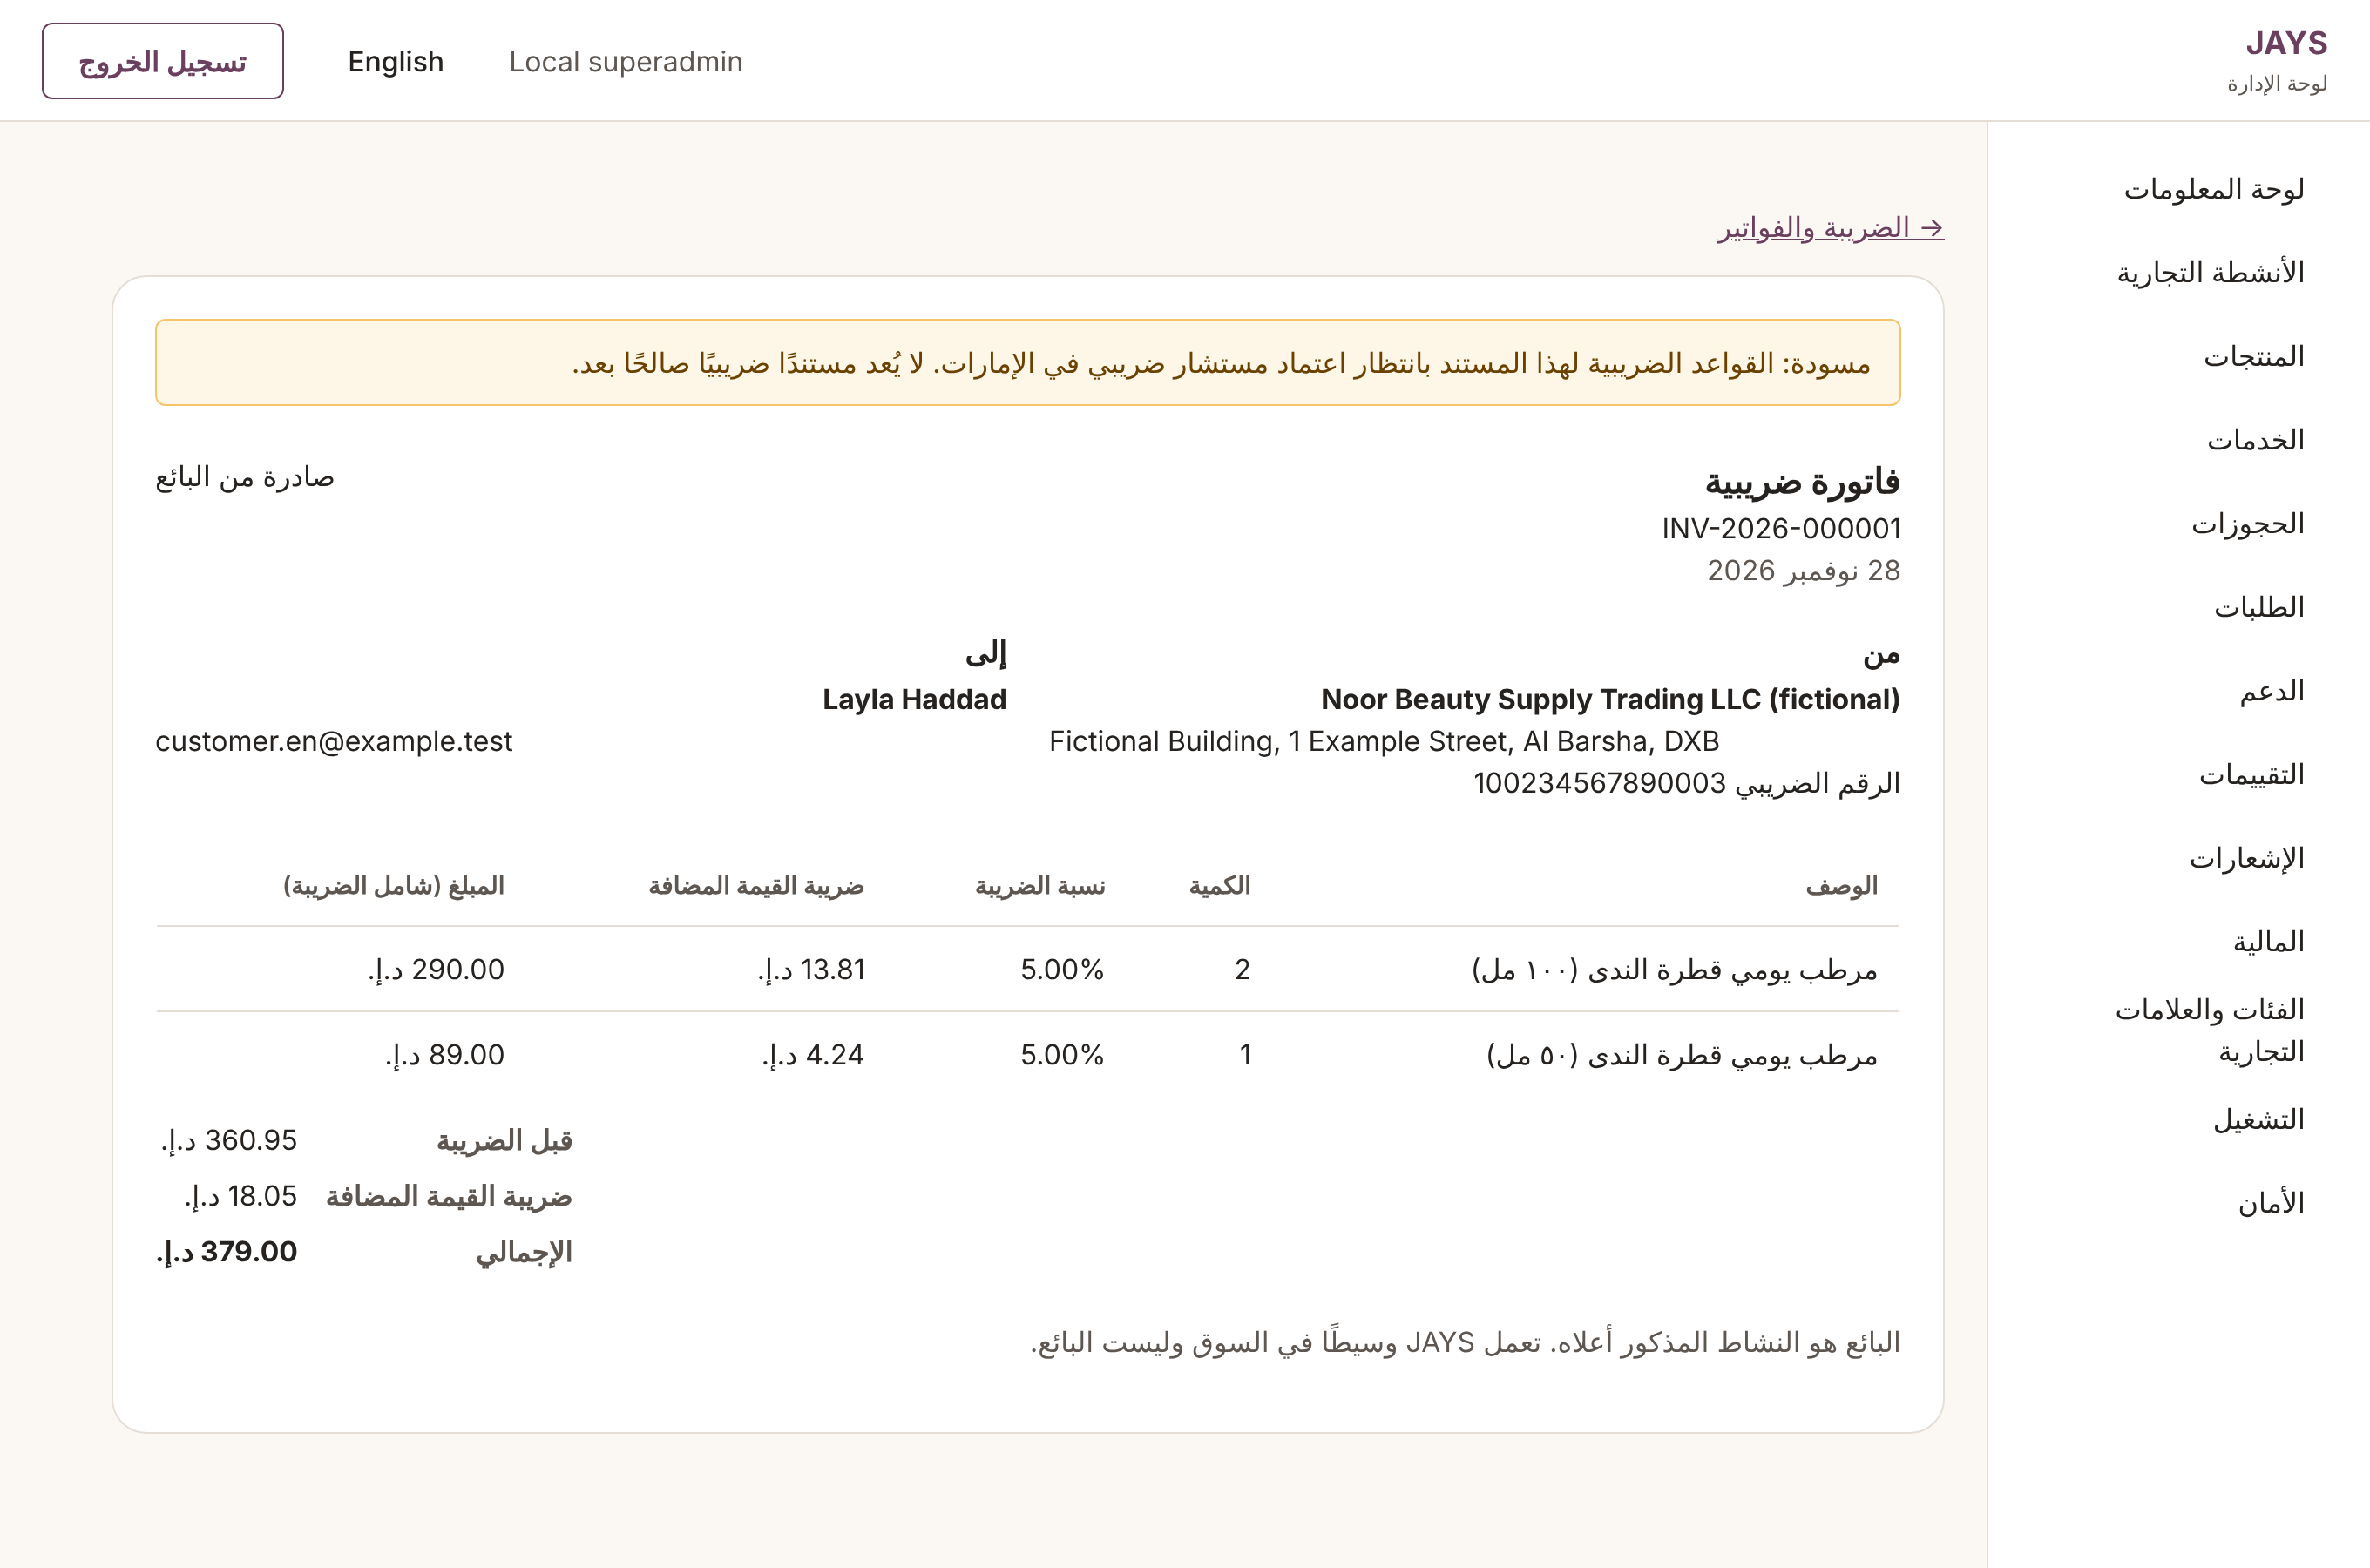 JAYS
لوحة الإدارة
Local superadmin
English
تسجيل الخروج
لوحة المعلومات
الأنشطة التجارية
المنتجات
الخدمات
الحجوزات
الطلبات
الدعم
التقييمات
الإشعارات
المالية
الفئات والعلامات
التجارية
التشغيل
الأمان
→ الضريبة والفواتير
مسودة: القواعد الضريبية لهذا المستند بانتظار اعتماد مستشار ضريبي في الإمارات. لا يُعد مستندًا ضريبيًا صالحًا بعد.
فاتورة ضريبية
INV-2026-000001
28 نوفمبر 2026
صادرة من البائع
من
Noor Beauty Supply Trading LLC (fictional)
Fictional Building, 1 Example Street, Al Barsha, DXB
الرقم الضريبي 100234567890003
إلى
Layla Haddad
customer.en@example.test
الوصف الكمية نسبة الضريبة ضريبة القيمة المضافة المبلغ (شامل الضريبة)
مرطب يومي قطرة الندى (١٠٠ مل) 2 5.00% 13.81 د.إ. 290.00 د.إ.
مرطب يومي قطرة الندى (٥٠ مل) 1 5.00% 4.24 د.إ. 89.00 د.إ.
قبل الضريبة 360.95 د.إ.
ضريبة القيمة المضافة 18.05 د.إ.
الإجمالي 379.00 د.إ.
البائع هو النشاط المذكور أعلاه. تعمل JAYS وسيطًا في السوق وليست البائع.